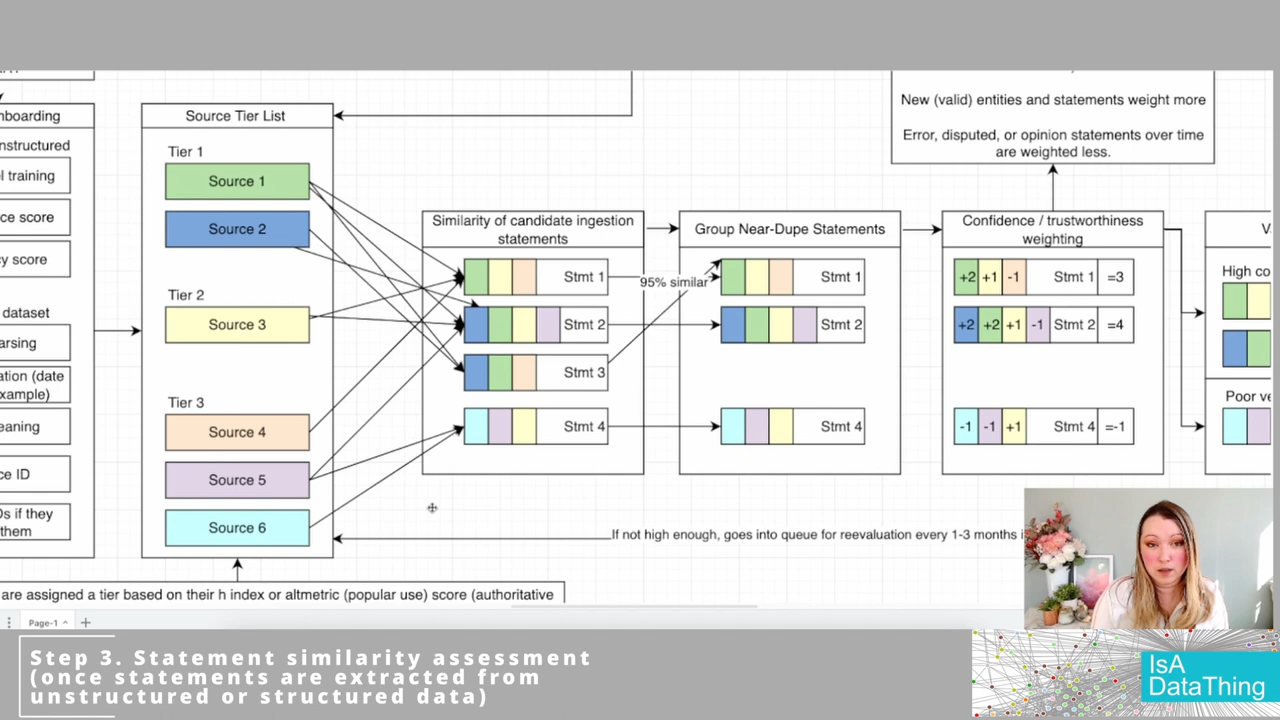 nboarding
nstructured
l training
ce score
cy score
dataset
arsing
ation (date
example)
eaning
ce ID
Ds if they
them
Source Tier List
Tier 1
Source 1
Source 2
Tier 2
Source 3
Tier 3
Source 4
Source 5
Source 6
Similarity of candidate ingestion
statements
Stmt 1
Stmt 2
Stmt 3
Stmt 4
95% similar
Group Near-Dupe Statements
Stmt 1
Stmt 2
Stmt 4
New (valid) entities and statements weight more
Error, disputed, or opinion statements over time
are weighted less.
Confidence / trustworthiness
weighting
+2 +1 -1 Stmt 1 =3
+2 +2 +1 -1 Stmt 2 =4
-1 -1 +1 Stmt 4 =-1
High co
Poor ve
If not high enough, goes into queue for reevaluation every 1-3 months i
are assigned a tier based on their h index or altmetric (popular use) score (authoritative
Page-1
Step 3. Statement similarity assessment
(once statements are extracted from
unstructured or structured data)
IsA
DataThing